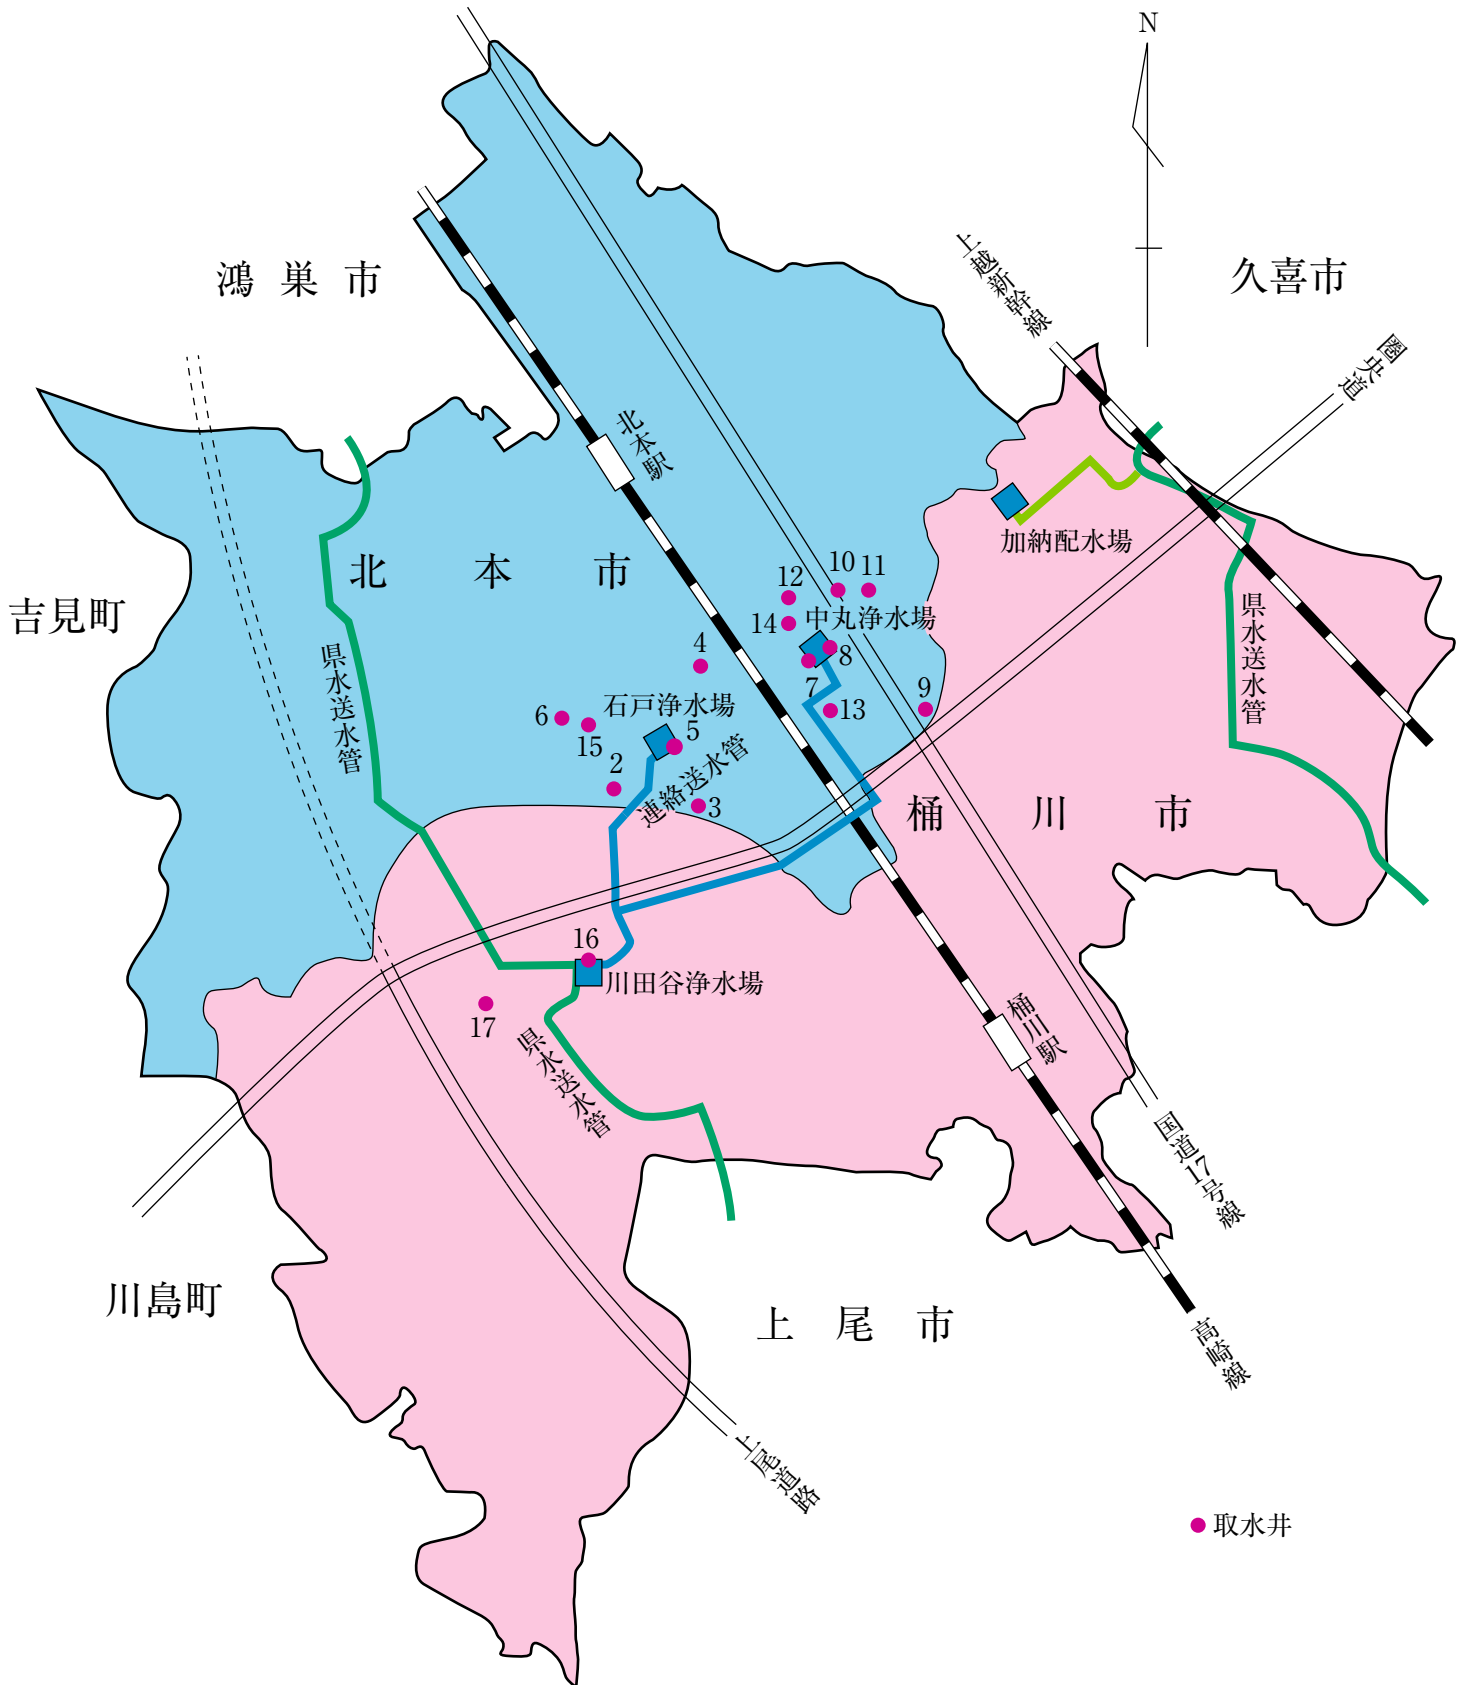 N
鴻巣市
久喜市
上越新幹線
圏央道
北本駅
加納配水場
北本市
吉見町
10
11
12
中丸浄水場
14
8
7
4
県水送水管
県水送水管
9
13
石戸浄水場
6
15
5
2
連絡送水管
3
桶川市
16
川田谷浄水場
17
桶川駅
県水送水管
国道17号線
川島町
上尾市
高崎線
上尾道路
取水井